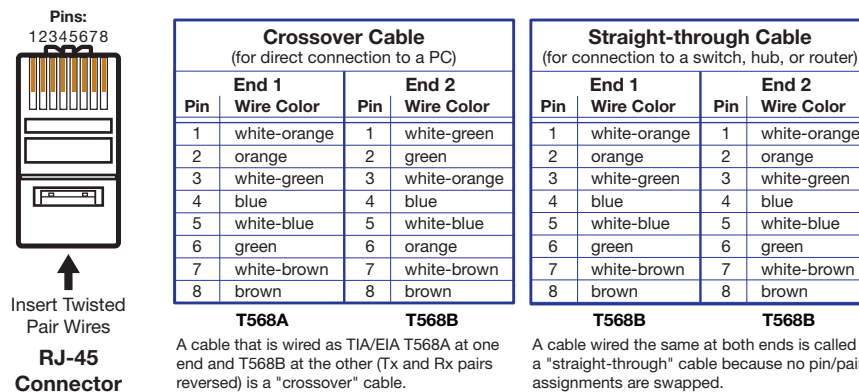 Pins:
12345678
Insert Twisted
Pair Wires
RJ-45
Connector
Crossover Cable
(for direct connection to a PC)
End 1 End 2
Pin Wire Color Pin Wire Color
1 white-orange 1 white-green
2 orange 2 green
3 white-green 3 white-orange
4 blue 4 blue
5 white-blue 5 white-blue
6 green 6 orange
7 white-brown 7 white-brown
8 brown 8 brown
T568A T568B
A cable that is wired as TIA/EIA T568A at one
end and T568B at the other (Tx and Rx pairs
reversed) is a "crossover" cable.
Straight-through Cable
(for connection to a switch, hub, or router)
End 1 End 2
Pin Wire Color Pin Wire Color
1 white-orange 1 white-orange
2 orange 2 orange
3 white-green 3 white-green
4 blue 4 blue
5 white-blue 5 white-blue
6 green 6 green
7 white-brown 7 white-brown
8 brown 8 brown
T568B T568B
A cable wired the same at both ends is called
a "straight-through" cable because no pin/pair
assignments are swapped.